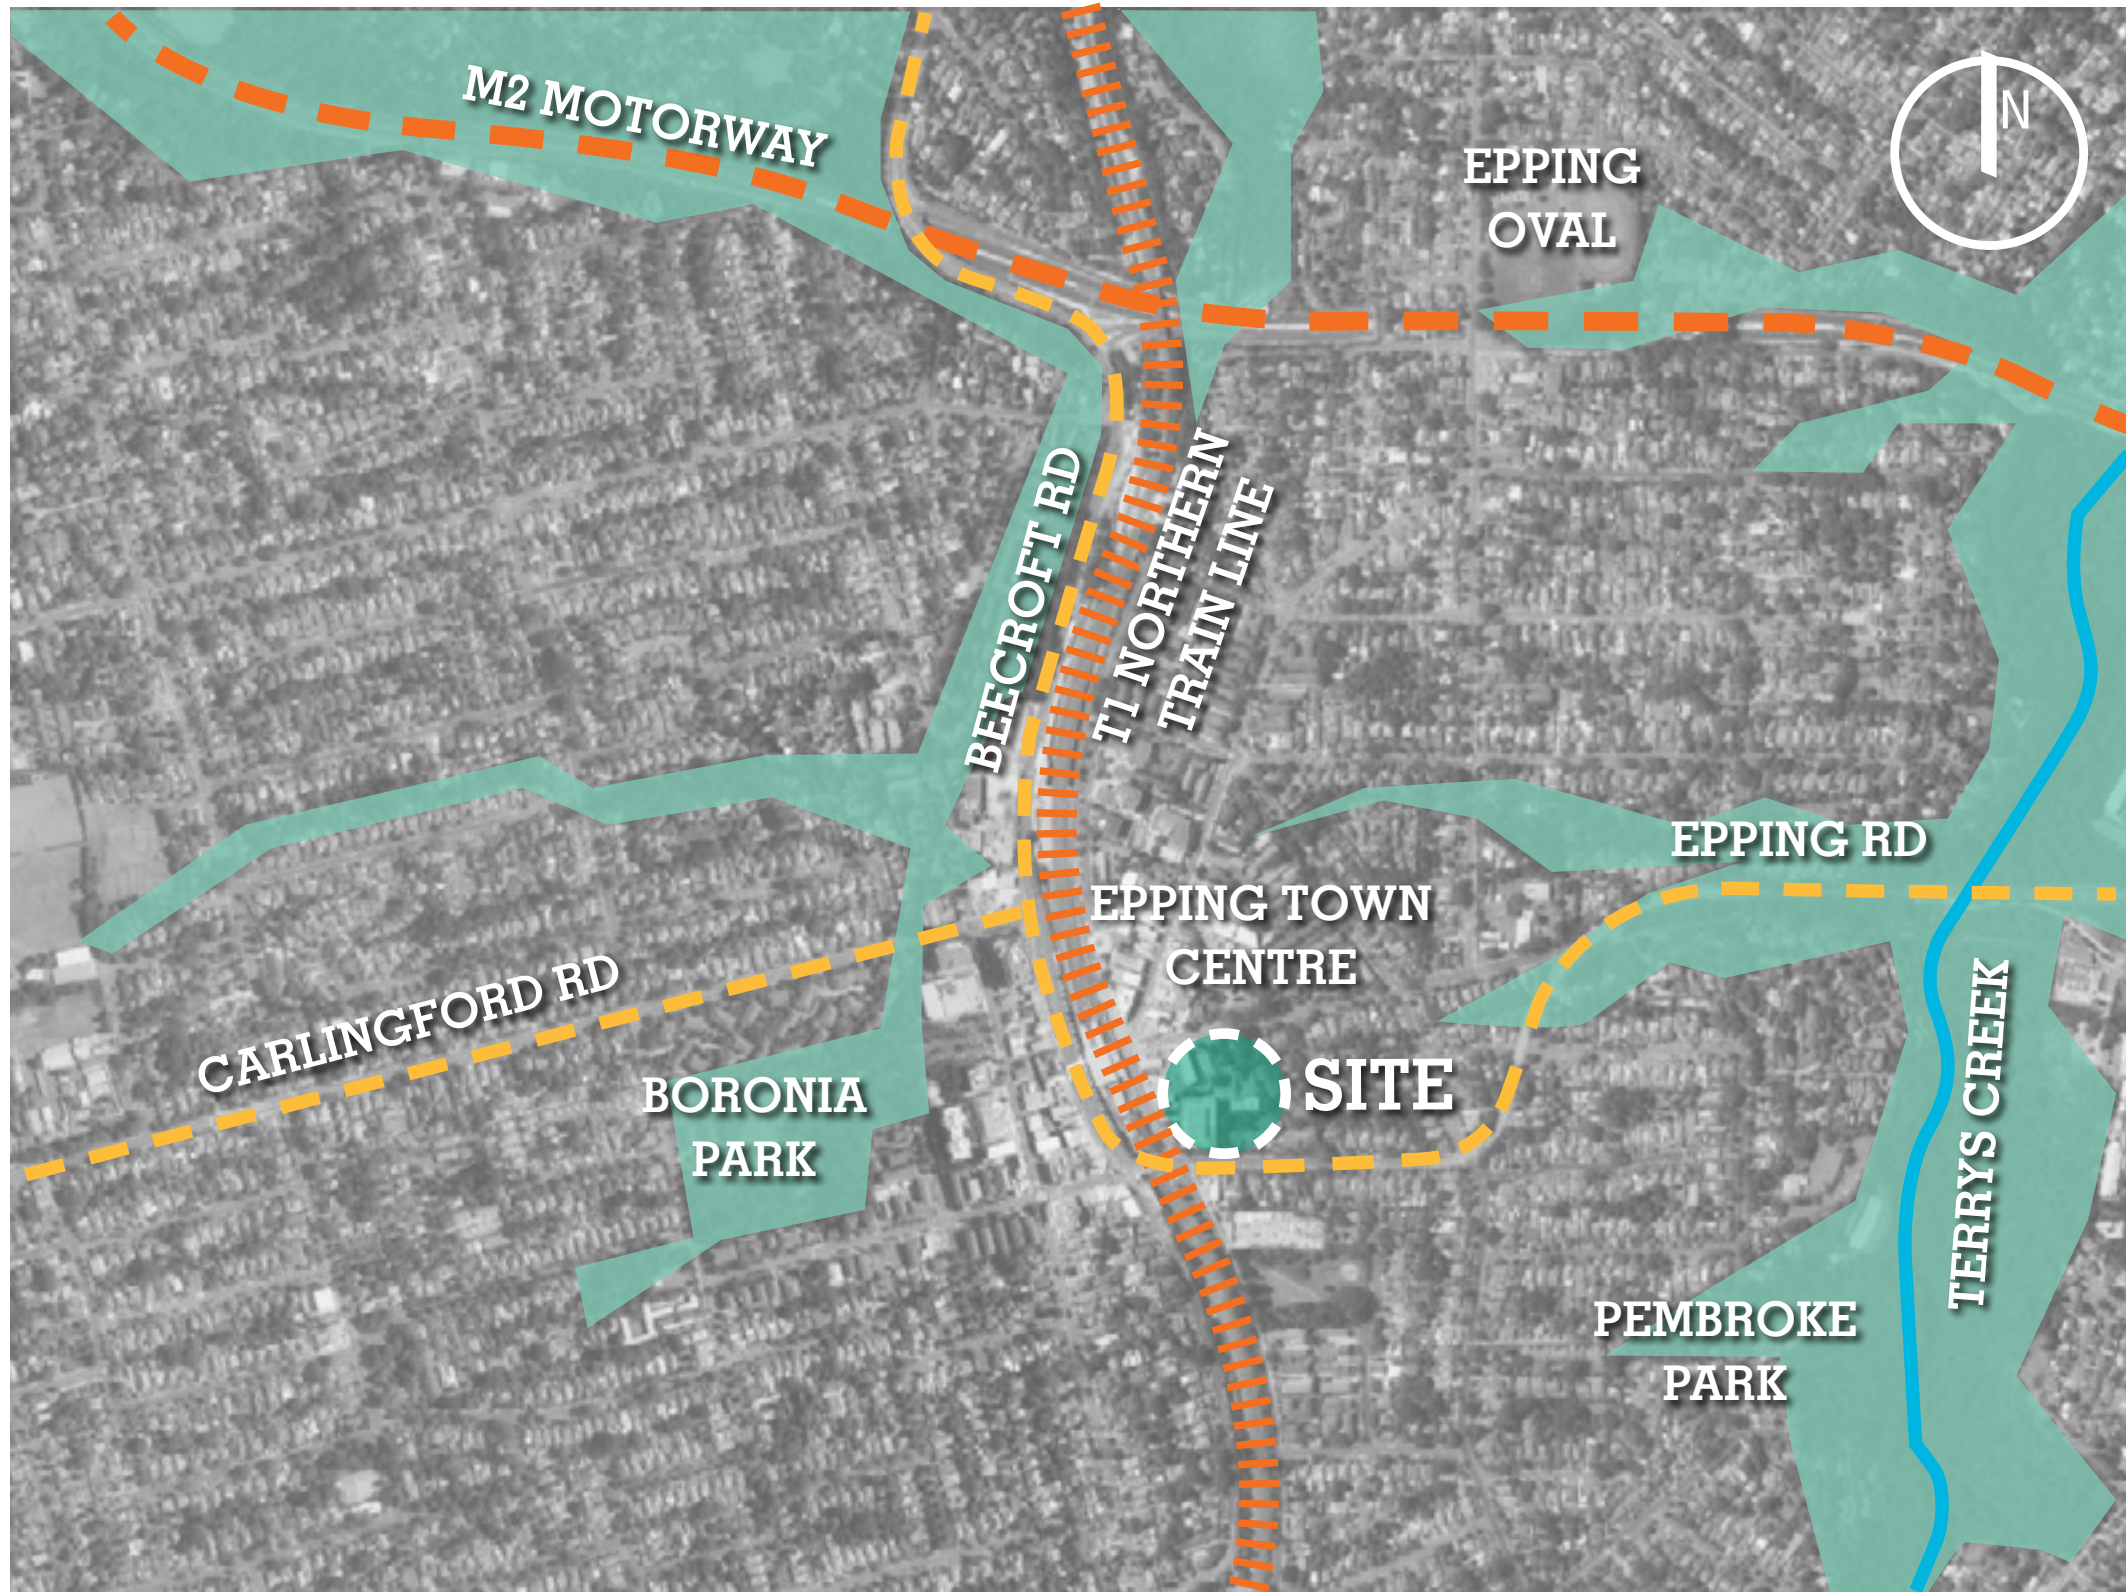 M2 MOTORWAY
N
EPPING
OVAL
BEECROFT RD
T1 NORTHERN
TRAIN LINE
EPPING RD
EPPING TOWN
CENTRE
CARLINGFORD RD
SITE
BORONIA
PARK
TERRYS CREEK
PEMBROKE
PARK